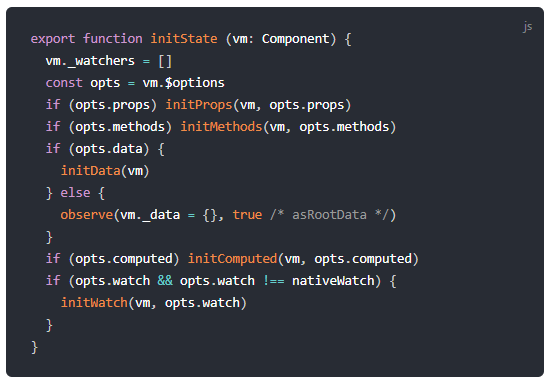 js
export function initState (vm: Component) {
  vm._watchers = []
  const opts = vm.$options
  if (opts.props) initProps(vm, opts.props)
  if (opts.methods) initMethods(vm, opts.methods)
  if (opts.data) {
    initData(vm)
  } else {
    observe(vm._data = {}, true /* asRootData */)
  }
  if (opts.computed) initComputed(vm, opts.computed)
  if (opts.watch && opts.watch !== nativeWatch) {
    initWatch(vm, opts.watch)
  }
}